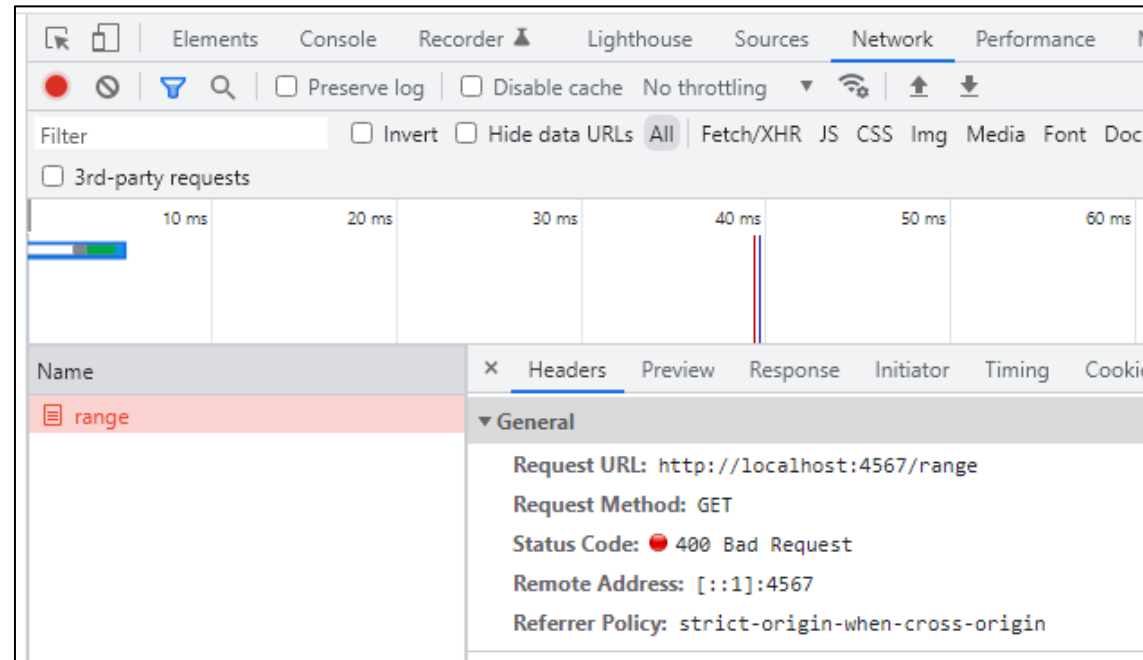 Elements Console Recorder Lighthouse Sources Network Performance
Preserve log Disable cache No throttling
Filter Invert Hide data URLs All Fetch/XHR JS CSS Img Media Font Doc
3rd-party requests
10 ms 20 ms 30 ms 40 ms 50 ms 60 ms
Name × Headers Preview Response Initiator Timing Cooki
range
General
Request URL: http://localhost:4567/range
Request Method: GET
Status Code: 400 Bad Request
Remote Address: [::1]:4567
Referrer Policy: strict-origin-when-cross-origin